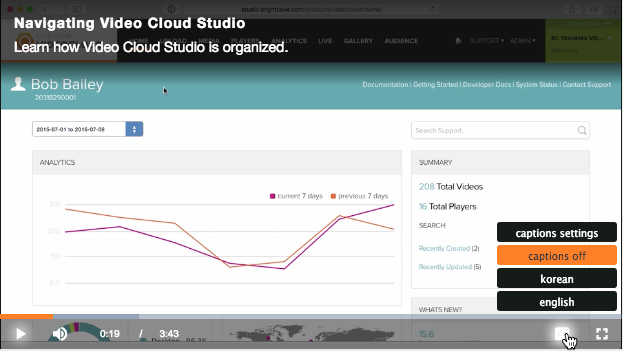 studio.brightcove.com/products/videocloud/home/
Navigating Video Cloud Studio
HOME UPLOAD MEDIA PLAYERS ANALYTICS LIVE GALLERY AUDIENCE SUPPORT ADMIN
BC TRAINING VID...
Bob Bailey
Learn how Video Cloud Studio is organized.
Bob Bailey
20318290001
Documentation | Getting Started | Developer Docs | System Status | Contact Support
2015-07-01 to 2015-07-08
Search Support...
ANALYTICS
SUMMARY
current 7 days previous 7 days
208 Total Videos
16 Total Players
SEARCH
Recently Created (2)
Recently Updated (5)
captions settings
captions off
korean
english
WHAT'S NEW?
15.6
0:19 / 3:43